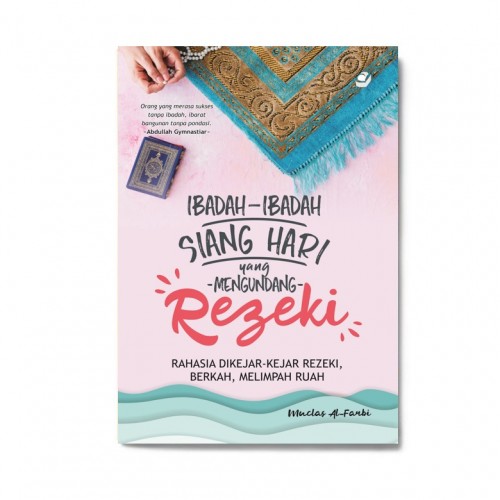 Orang yang merasa sukses
tanpa ibadah, ibarat
bangunan tanpa pondasi.
-Abdullah Gymnastiar-
IBADAH-IBADAH
SIANG HARI
yang
-MENGUNDANG-
Rezeki
RAHASIA DIKEJAR-KEJAR REZEKI,
BERKAH, MELIMPAH RUAH
Muclas Al-Farbi